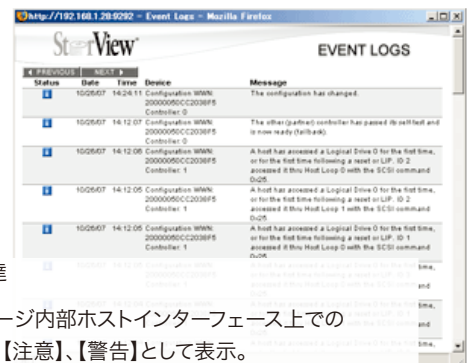 http://192.168.1.28:9292 - Event Logs - Mozilla Firefox
StorView
EVENT LOGS
PREVIOUS NEXT
Status Date Time Device Message
10/26/07 14:24:11 Configuration WWN: 20000050CC2038F5 Controller: 0 The configuration has changed.
10/26/07 14:12:07 Configuration WWN: 20000050CC2038F5 Controller: 0 The other (partner) controller has passed its self test and is now ready (failback).
10/26/07 14:12:06 Configuration WWN: 20000050CC2038F5 Controller: 1 A host has accessed a Logical Drive 0 for the first time, or for the first time following a reset or LIP. ID 2 accessed it thru Host Loop 0 with the SCSI command 0x25
10/26/07 14:12:05 Configuration WWN: 20000050CC2038F5 Controller: 1 A host has accessed a Logical Drive 0 for the first time, or for the first time following a reset or LIP. ID 2 accessed it thru Host Loop 1 with the SCSI command 0x25
10/26/07 14:12:05 Configuration WWN: 20000050CC2038F5 Controller: 1 A host has accessed a Logical Drive 0 for the first time, or for the first time following a reset or LIP. ID 1 accessed it thru Host Loop 0 with the SCSI command 0x25
ージ内部ホストインターフェース上での
【注意】、【警告】として表示。